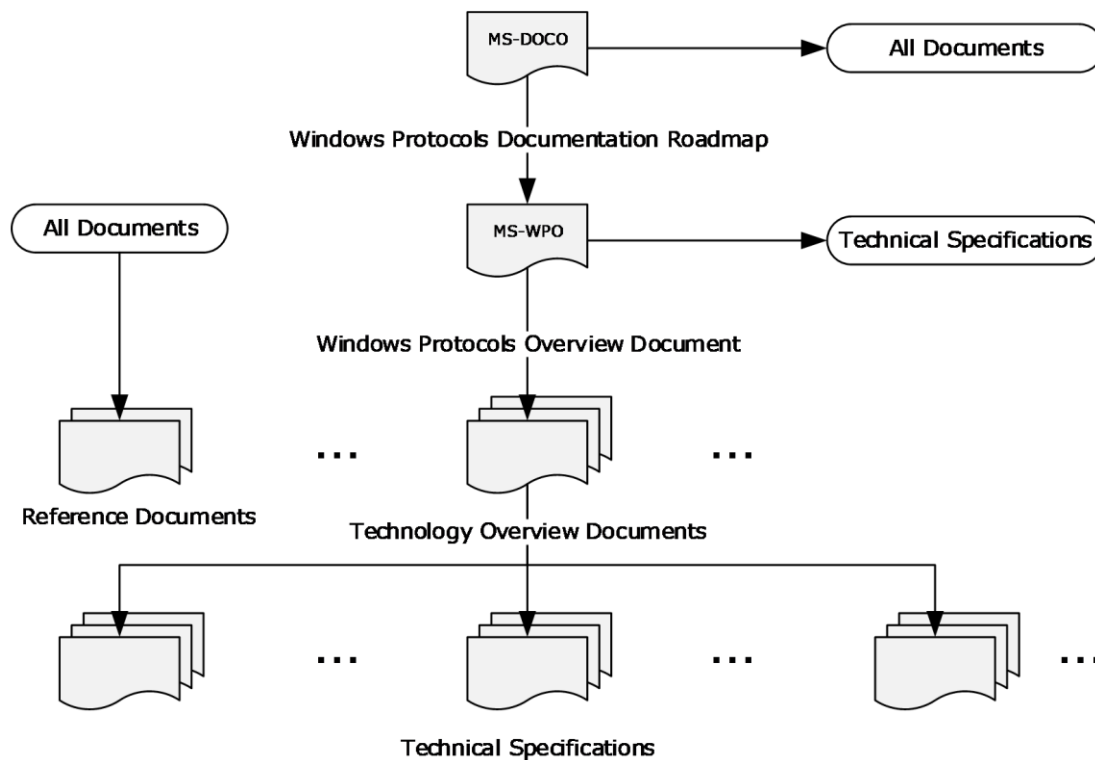 MS-DOCO
All Documents
Windows Protocols Documentation Roadmap
All Documents
MS-WPO
Technical Specifications
Windows Protocols Overview Document
...
...
Reference Documents
Technology Overview Documents
...
...
...
Technical Specifications